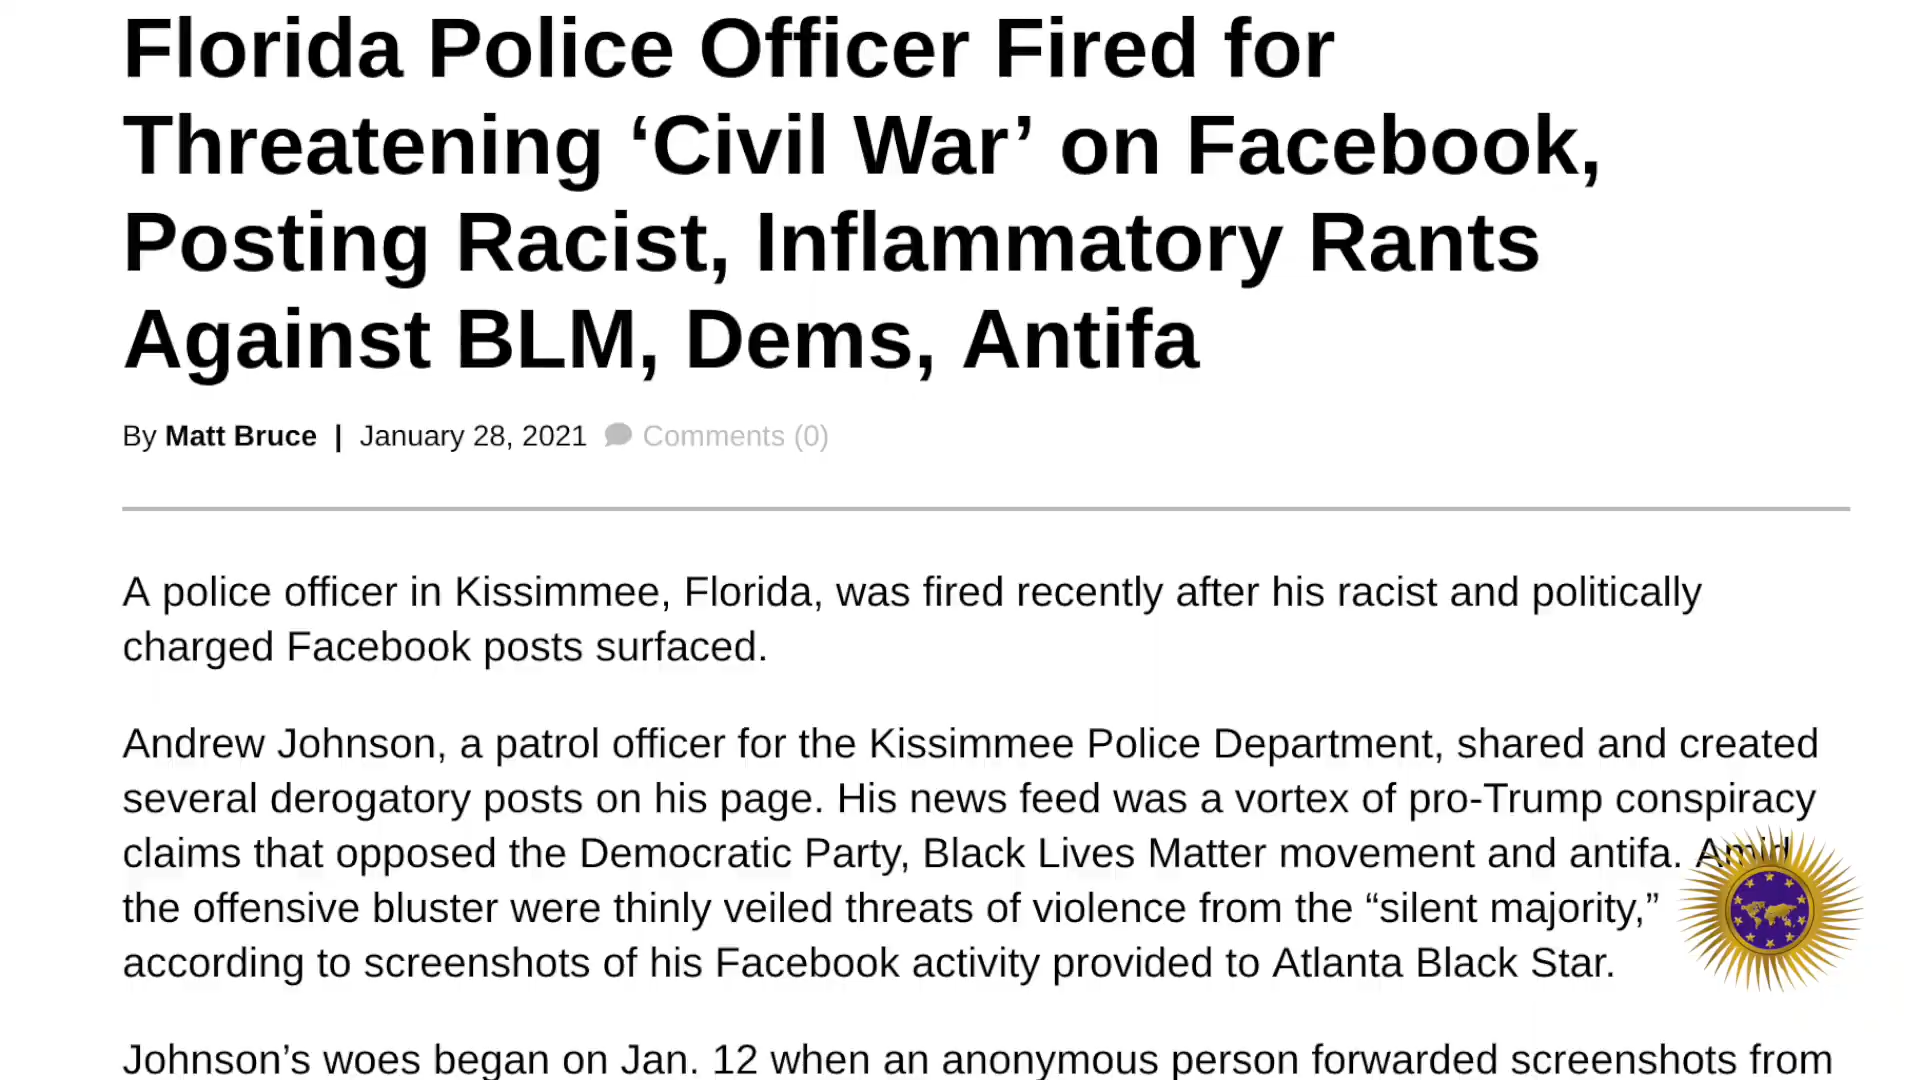 Florida Police Officer Fired for
Threatening ‘Civil War’ on Facebook,
Posting Racist, Inflammatory Rants
Against BLM, Dems, Antifa
By Matt Bruce | January 28, 2021 Comments (0)
A police officer in Kissimmee, Florida, was fired recently after his racist and politically
charged Facebook posts surfaced.
Andrew Johnson, a patrol officer for the Kissimmee Police Department, shared and created
several derogatory posts on his page. His news feed was a vortex of pro-Trump conspiracy
claims that opposed the Democratic Party, Black Lives Matter movement and antifa. Amid
the offensive bluster were thinly veiled threats of violence from the “silent majority,”
according to screenshots of his Facebook activity provided to Atlanta Black Star.
Johnson’s woes began on Jan. 12 when an anonymous person forwarded screenshots from